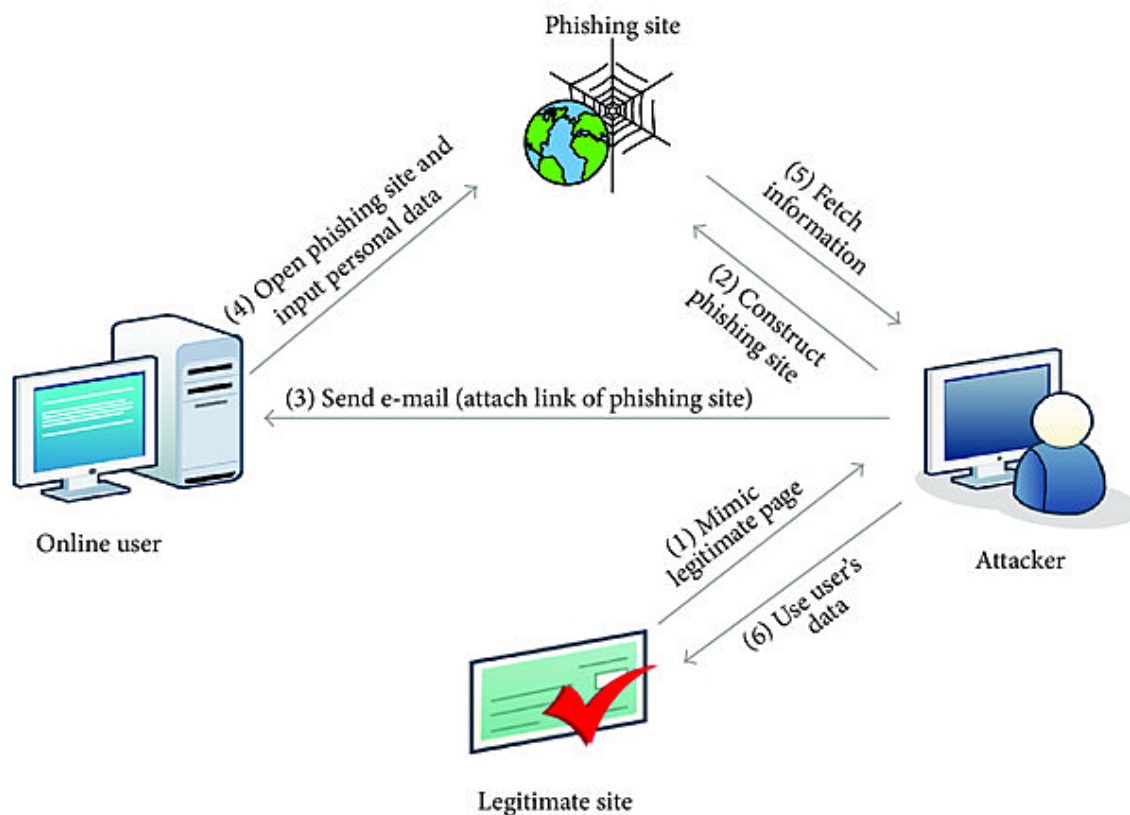 Phishing site
(4) Open phishing site and
input personal data
(5) Fetch
information
(2) Construct
phishing site
(3) Send e-mail (attach link of phishing site)
Online user
(1) Mimic
legitimate page
Attacker
(6) Use user's
data
Legitimate site